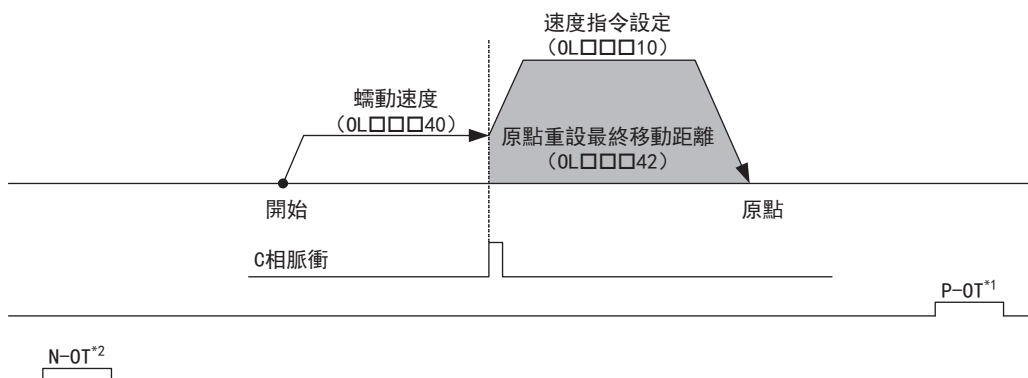 速度指令設定
（OL□□□10）
蠕動速度
（OL□□□40）
原點重設最終移動距離
（OL□□□42）
開始
原點
C相脈衝
P-OT*1
N-OT*2